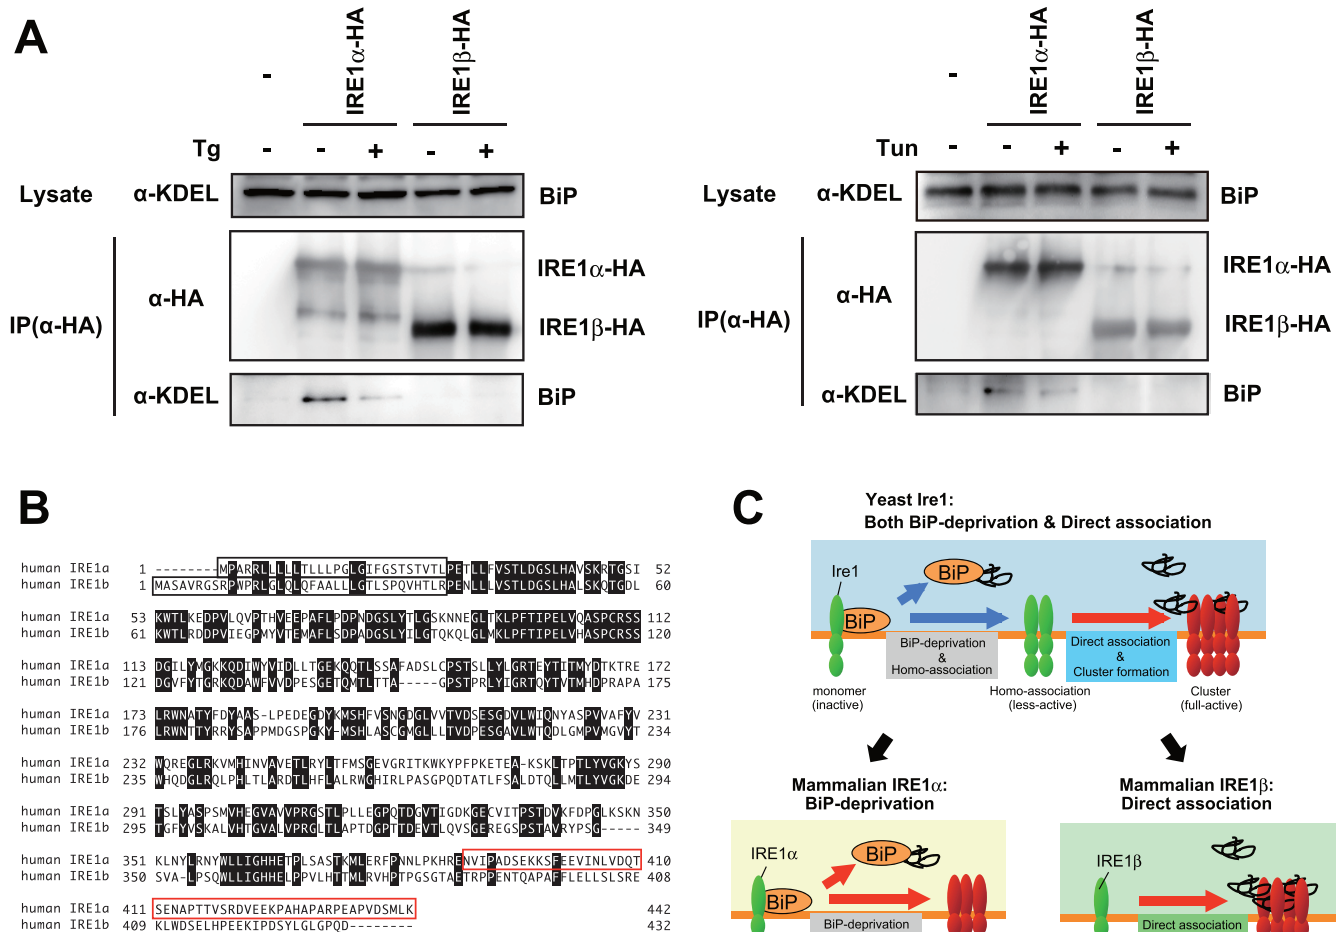 A
IRE1α-HA
IRE1β-HA
-
Tg - - + - +
Lysate α-KDEL BiP
IP(α-HA)
α-HA
IRE1α-HA
IRE1β-HA
α-KDEL BiP
IRE1α-HA
IRE1β-HA
-
Tun - - + - +
Lysate α-KDEL BiP
IP(α-HA)
α-HA
IRE1α-HA
IRE1β-HA
α-KDEL BiP
B
human IRE1a 1 --------MPARRLLLLLTLLLPGLGIFGSTSTVTLPETLLFVSTLDGSLHAVSKRTGSI 52
human IRE1b 1 MASAVRGSRPWPRLGLQLQFAALLLGTLSPQVHTLRPENLLLVSTLDGSLHALSKQTGDL 60
human IRE1a 53 KWTLKEDPVLQVPTHVEEPAFLPDPNDGSLYTLGSKNNEGLTKLPFTIPELVQASPCRSS 112
human IRE1b 61 KWTLRDDPVIEGPMYVTEMAFLSDPADGSLYILGTQKQLGLMKLPFTIPELVHASPCRSS 120
human IRE1a 113 DGILYMGKKQDIWYVIDLLTGEKQQTLSSAFADSLCPSTSLLYLGRTEYTITMYDTKTRE 172
human IRE1b 121 DGVFYTGRKQDAWFVVDPESGETQMTLTTA-----GPSTPRLYIGRTQYTVTMHDPRAPA 175
human IRE1a 173 LRWNATYFDYAAS-LPEDEGDYKMSHFVSNGDGLVVTVDSESGDVLWIQNYASPVVAFYV 231
human IRE1b 176 LRWNTTYRRYSAPPMDGSPGKY-MSHLASCGMGLLLTVDPESGAVLWTQDLGMPVMGVYT 234
human IRE1a 232 WQREGLRKVMHINVAVETLRYLTFMSGEVGRITKWKYPFPKETEA-KSKLTPTLYVGKYS 290
human IRE1b 235 WHQDGLRQLPHLTLARDTLHFLALRWGHIRLPASGPQDTATLFSALDTQLLMTLYVGKDE 294
human IRE1a 291 TSLYASPSMVHEGVAVVPRGSTLPLLEGPQTDGVTIGDKGECVITPSTDVKFDPGLKSKN 350
human IRE1b 295 TGFYVSKALVHTGVALVPRGLTLAPTDGPTTDEVTLQVSGEREGSPSTAVRYPSG----- 349
human IRE1a 351 KLNYLRNYWLLIGHHETPLSASTKMLERFPNNLPKHRENVIPADSEKKSFEEVINLVDQT 410
human IRE1b 350 SVA-LPSQWLLIGHHELPPVLHTTMLRVHPTPGSGTAETRPPENTQAPAFFLELLSLSRE 408
human IRE1a 411 SENAPTTVSRDVEEKPAHAPARPEAPVDSMLK 442
human IRE1b 409 KLWDSELHPEEKIPDSYLGLGPQD-------- 432
C
Yeast Ire1:
Both BiP-deprivation & Direct association
Ire1
BiP
BiP
BiP-deprivation
&
Homo-association
Direct association
&
Cluster formation
monomer
(inactive)
Homo-association
(less-active)
Cluster
(full-active)
Mammalian IRE1α:
BiP-deprivation
IRE1α
BiP
BiP
BiP-deprivation
Mammalian IRE1β:
Direct association
IRE1β
Direct association